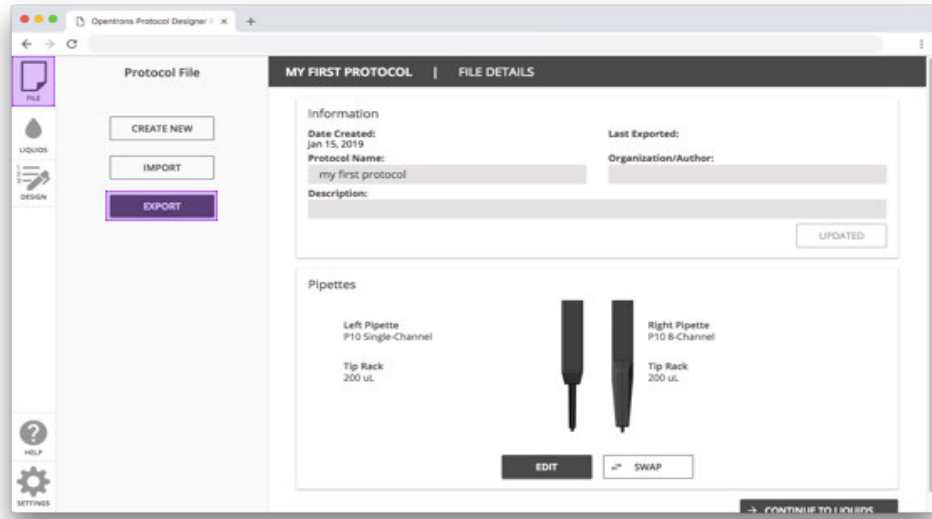 Opentrons Protocol Designer
FILE
LIQUIDS
1
2
3
DESIGN
HELP
SETTINGS
Protocol File
CREATE NEW
IMPORT
EXPORT
MY FIRST PROTOCOL | FILE DETAILS
Information
Date Created:
Jan 15, 2019
Last Exported:
Protocol Name:
my first protocol
Organization/Author:
Description:
UPDATED
Pipettes
Left Pipette
P10 Single-Channel
Tip Rack
200 uL
Right Pipette
P10 8-Channel
Tip Rack
200 uL
EDIT
SWAP
CONTINUE TO LIQUIDS